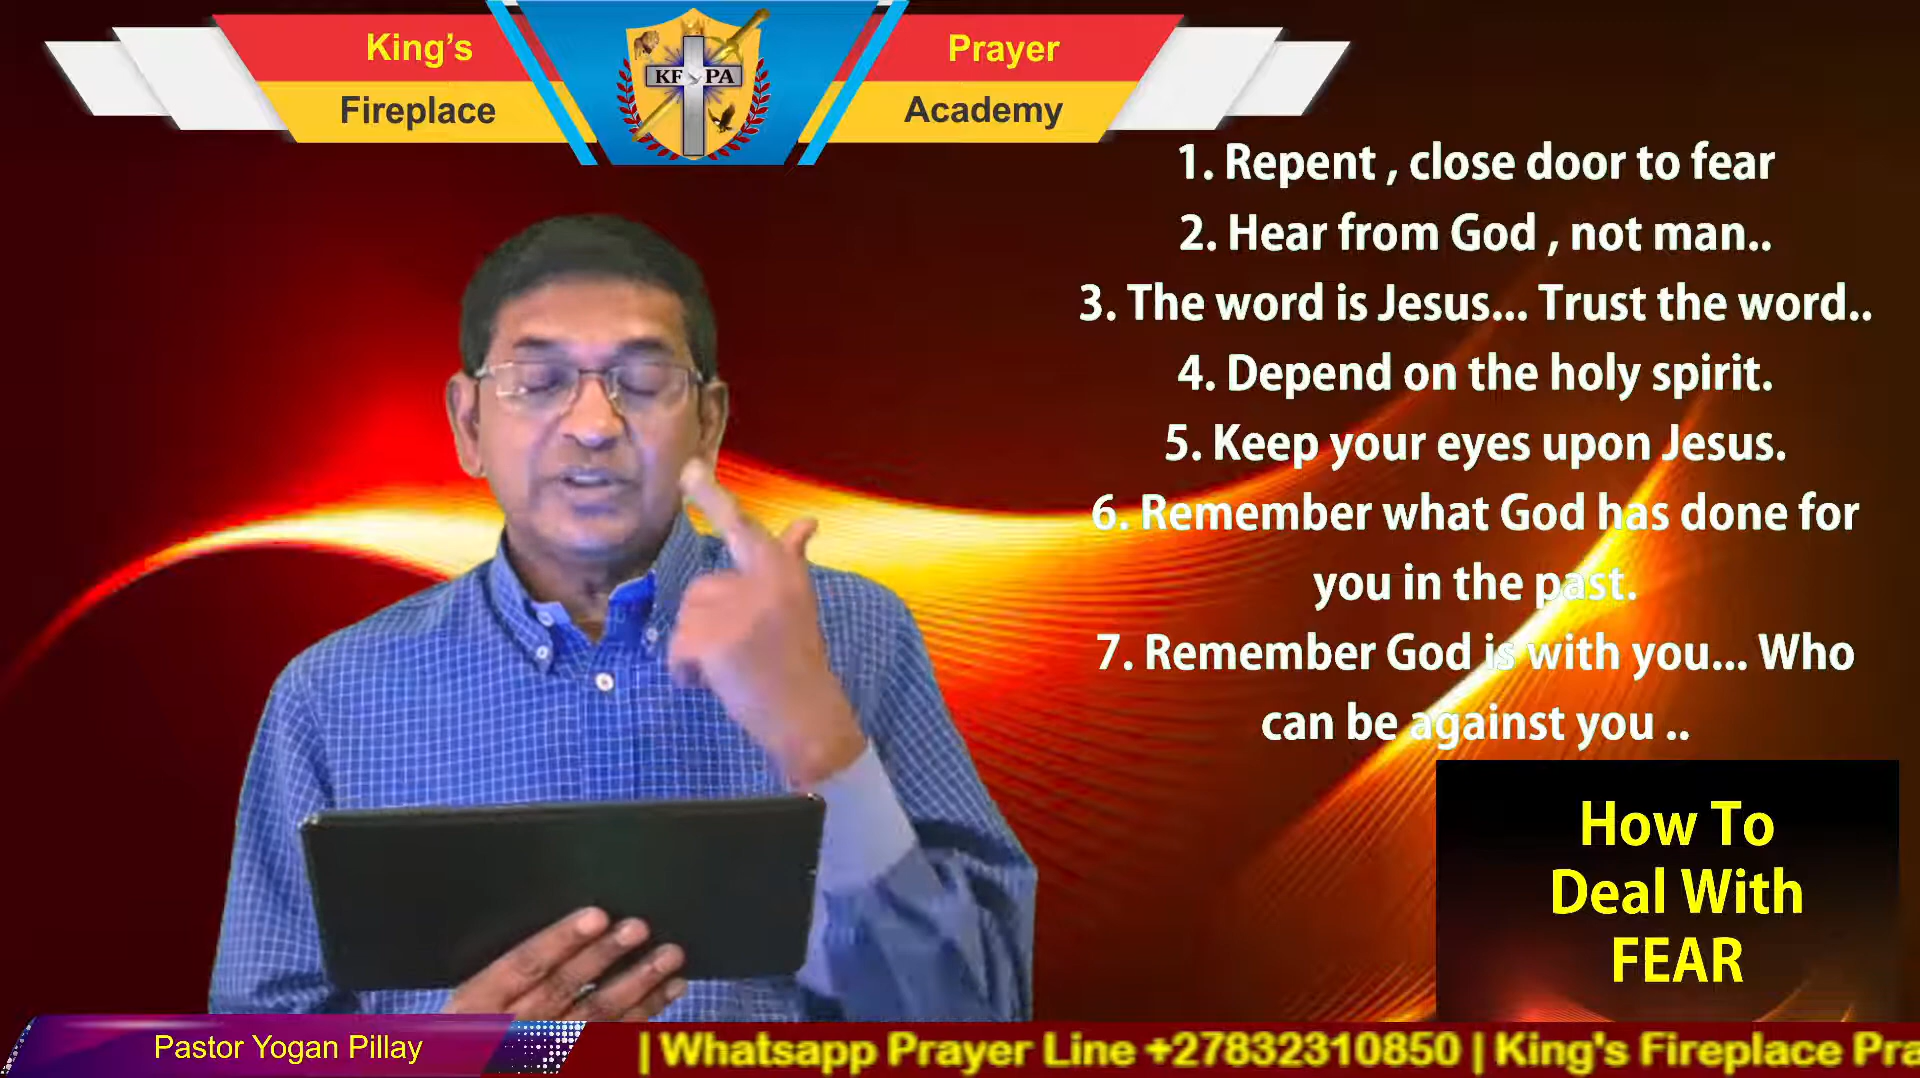 King's
Fireplace
KF PA
Prayer
Academy
1. Repent , close door to fear
2. Hear from God , not man..
3. The word is Jesus... Trust the word..
4. Depend on the holy spirit.
5. Keep your eyes upon Jesus.
6. Remember what God has done for
you in the past.
7. Remember God is with you... Who
can be against you ..
How To
Deal With
FEAR
Pastor Yogan Pillay
| Whatsapp Prayer Line +27832310850 | King's Fireplace Pra